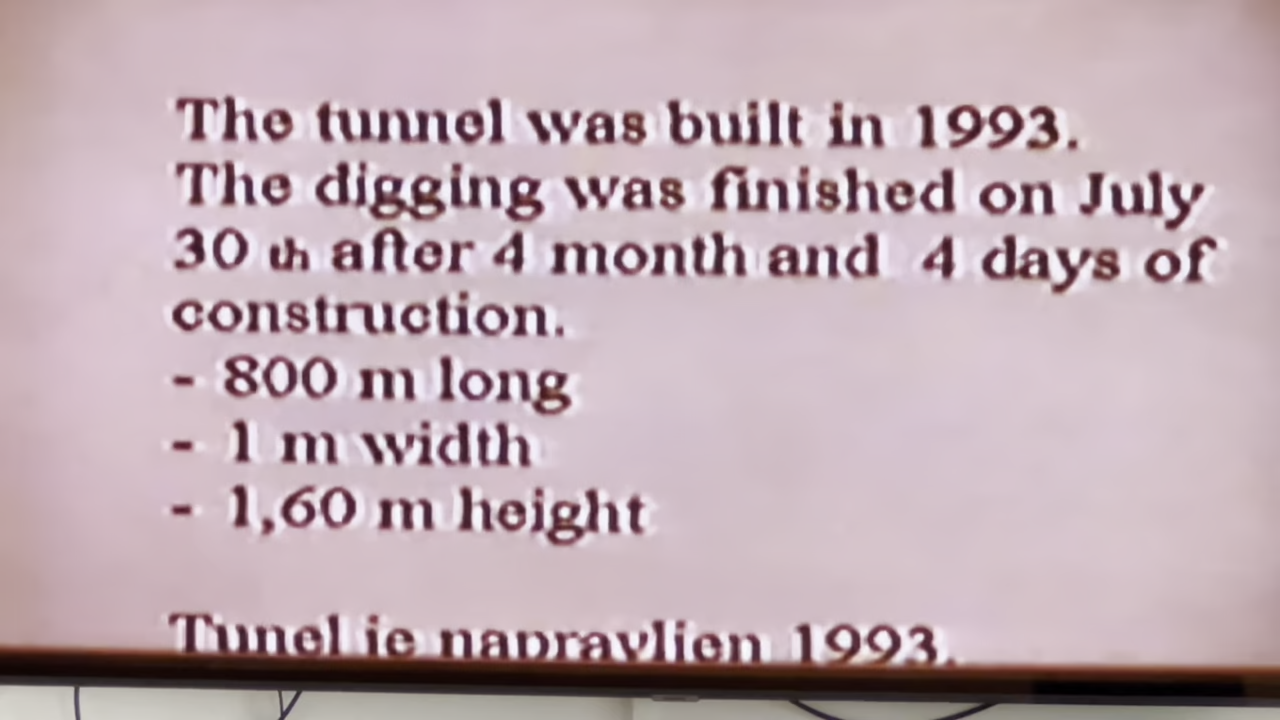 The tunnel was built in 1993.
The digging was finished on July
30 th after 4 month and 4 days of
construction.
- 800 m long
- 1 m width
- 1,60 m height
Tunel je napravljen 1993.